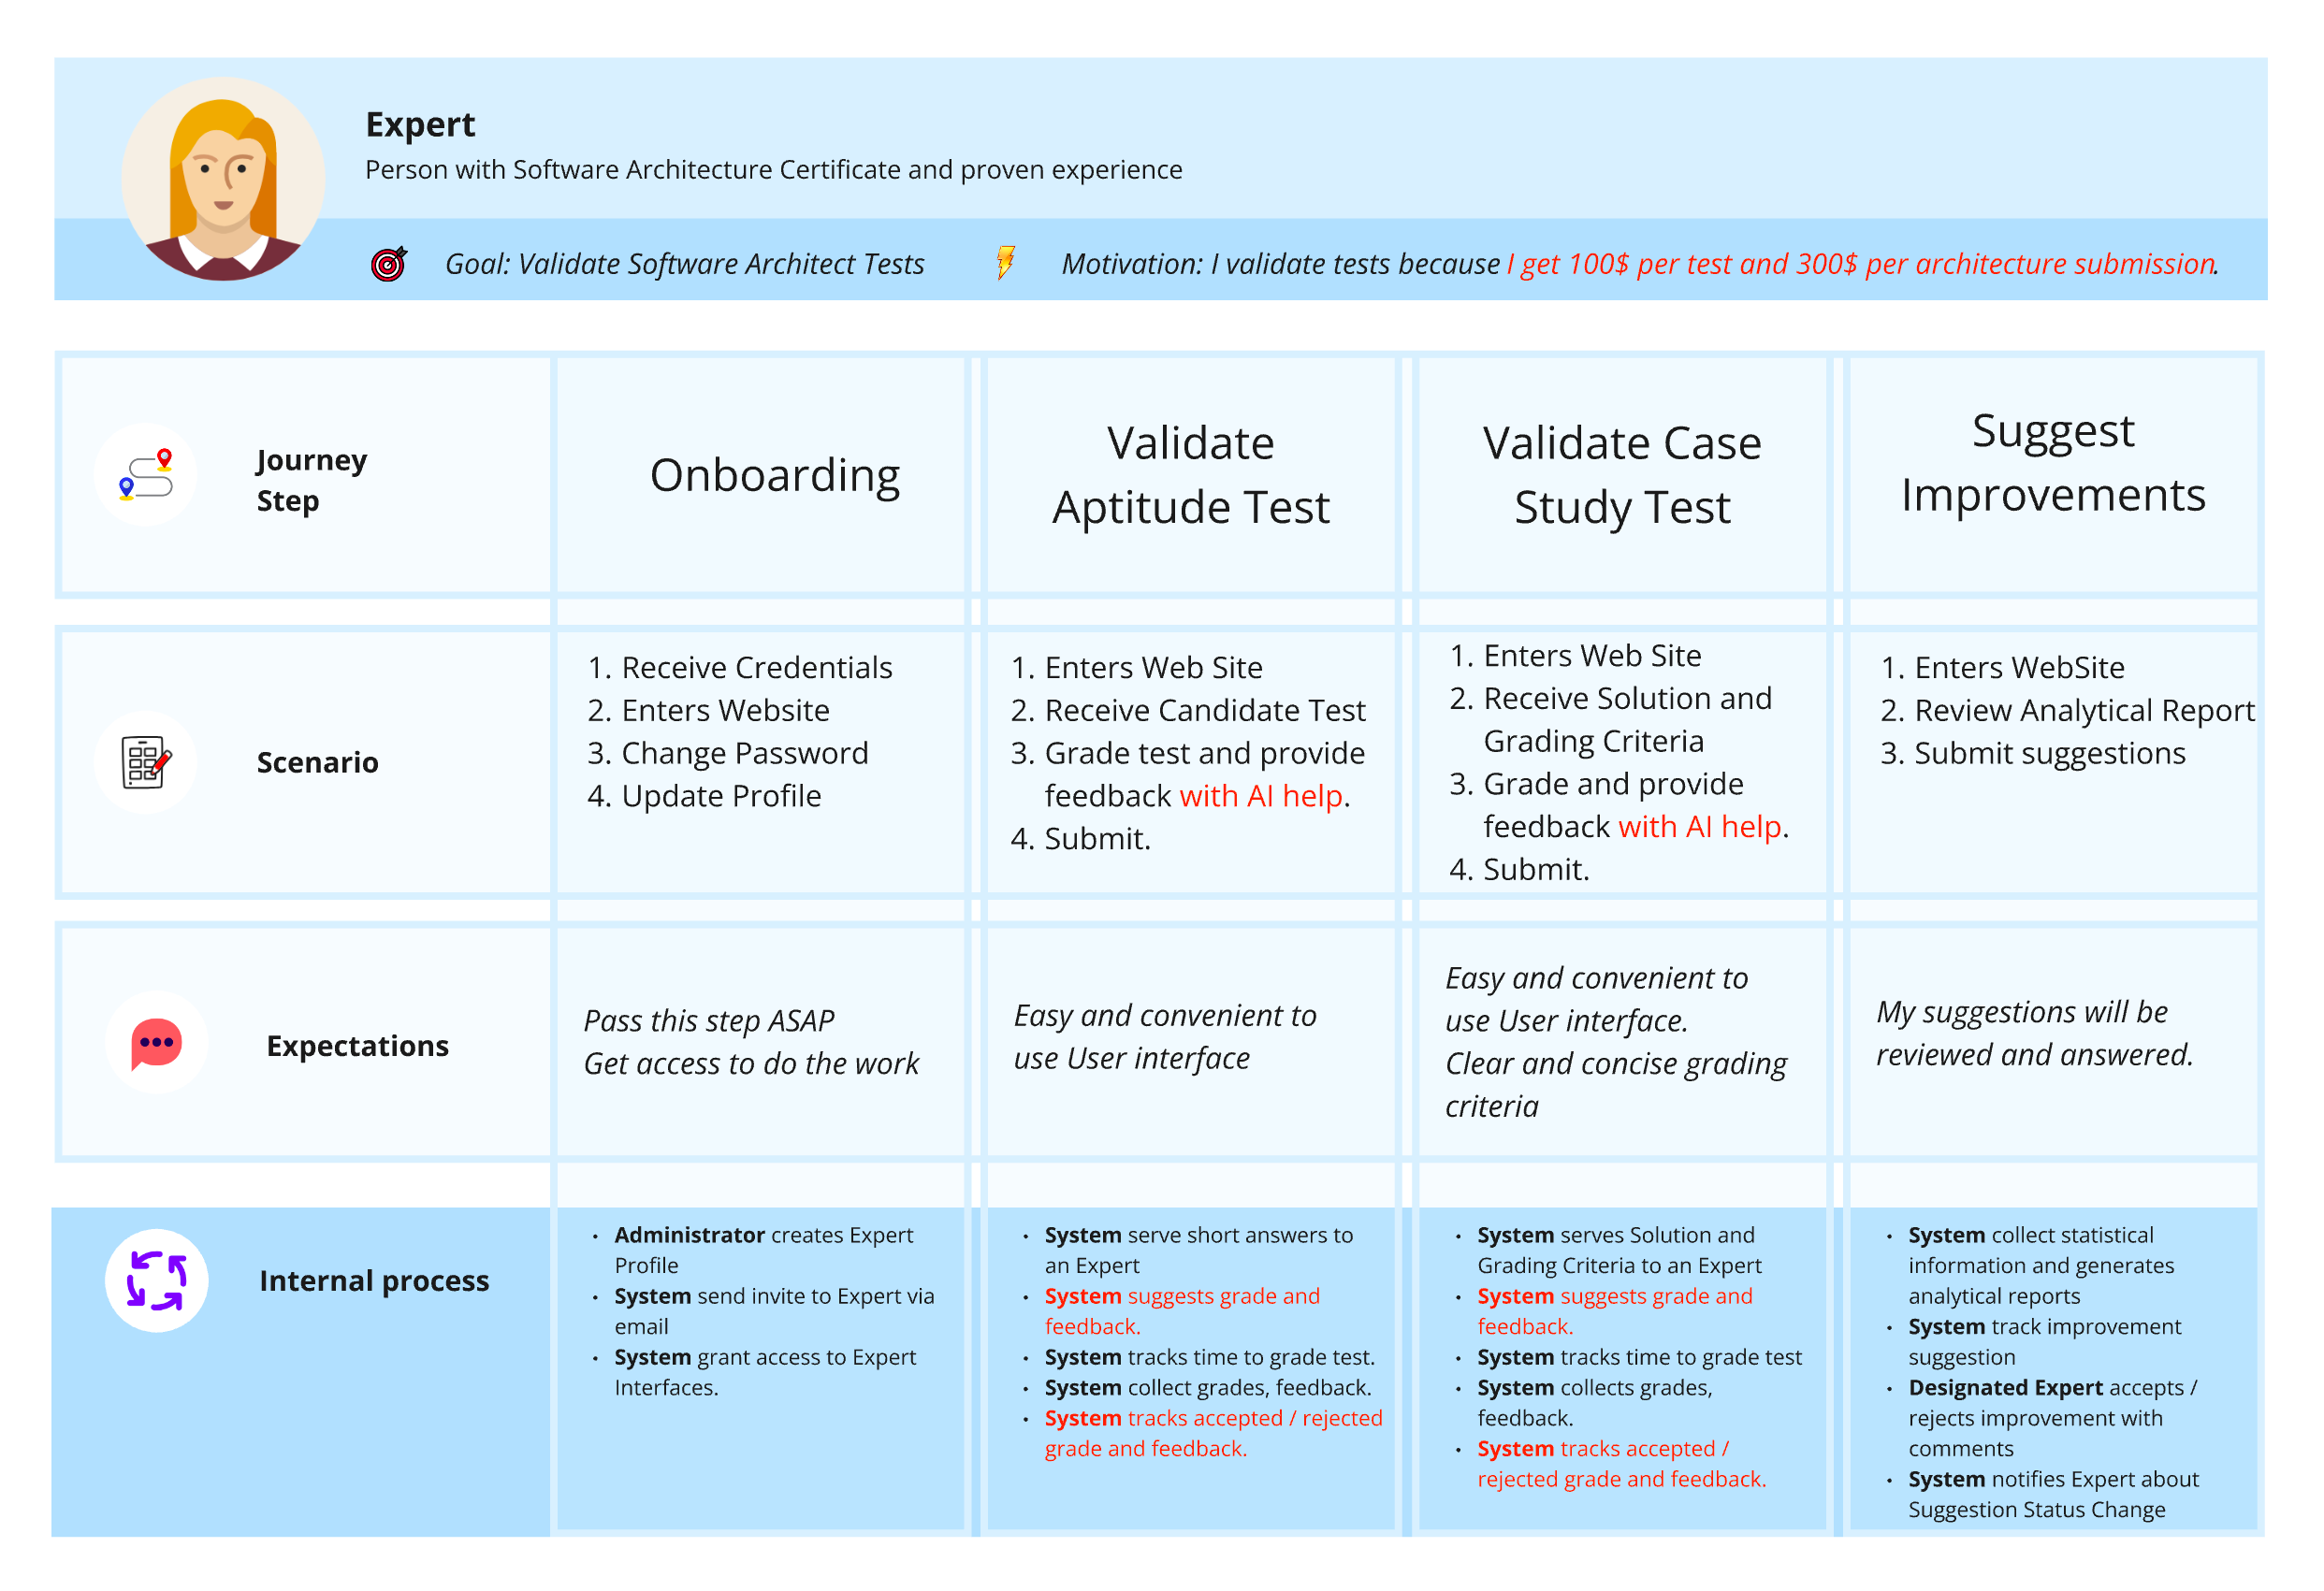 Expert
Person with Software Architecture Certificate and proven experience
Goal: Validate Software Architect Tests
Motivation: I validate tests because I get 100$ per test and 300$ per architecture submission.
Journey
Step
Onboarding
Validate
Aptitude Test
Validate Case
Study Test
Suggest
Improvements
Scenario
1. Receive Credentials
2. Enters Website
3. Change Password
4. Update Profile
1. Enters Web Site
2. Receive Candidate Test
3. Grade test and provide
feedback with AI help.
4. Submit.
1. Enters Web Site
2. Receive Solution and
Grading Criteria
3. Grade and provide
feedback with AI help.
4. Submit.
1. Enters WebSite
2. Review Analytical Report
3. Submit suggestions
Expectations
Pass this step ASAP
Get access to do the work
Easy and convenient to
use User interface
Easy and convenient to
use User interface.
Clear and concise grading
criteria
My suggestions will be
reviewed and answered.
Internal process
• Administrator creates Expert
Profile
• System send invite to Expert via
email
• System grant access to Expert
Interfaces.
• System serve short answers to
an Expert
• System suggests grade and
feedback.
• System tracks time to grade test.
• System collect grades, feedback.
• System tracks accepted / rejected
grade and feedback.
• System serves Solution and
Grading Criteria to an Expert
• System suggests grade and
feedback.
• System tracks time to grade test
• System collects grades,
feedback.
• System tracks accepted /
rejected grade and feedback.
• System collect statistical
information and generates
analytical reports
• System track improvement
suggestion
• Designated Expert accepts /
rejects improvement with
comments
• System notifies Expert about
Suggestion Status Change